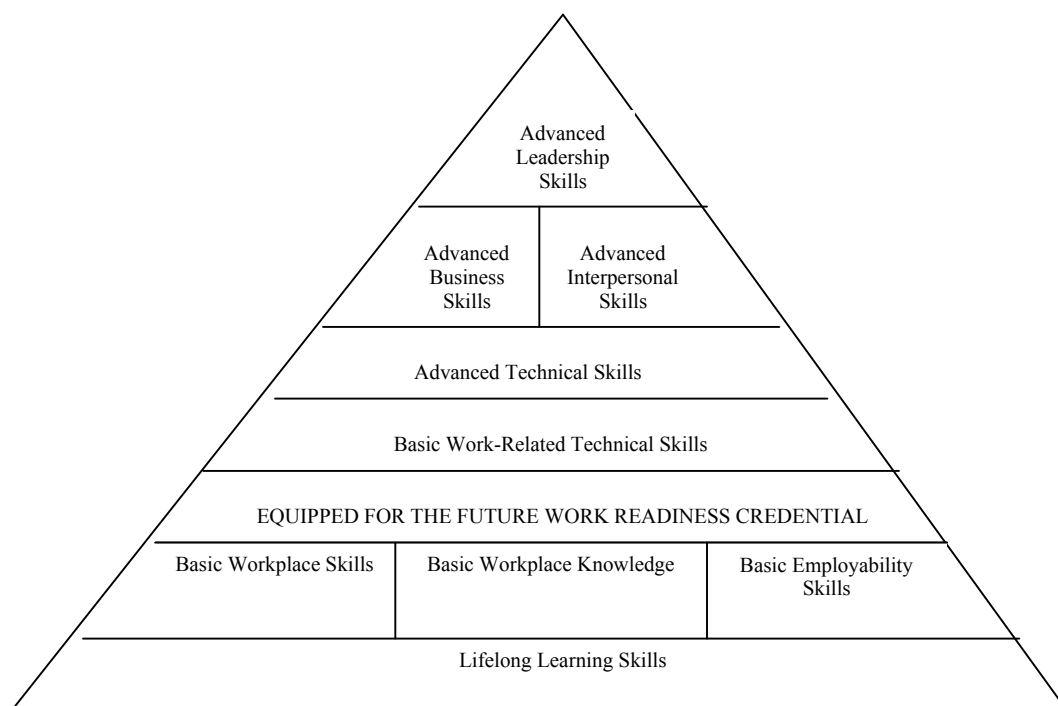 Advanced
Leadership
Skills
Advanced
Business
Skills
Advanced
Interpersonal
Skills
Advanced Technical Skills
Basic Work-Related Technical Skills
EQUIPPED FOR THE FUTURE WORK READINESS CREDENTIAL
Basic Workplace Skills
Basic Workplace Knowledge
Basic Employability
Skills
Lifelong Learning Skills